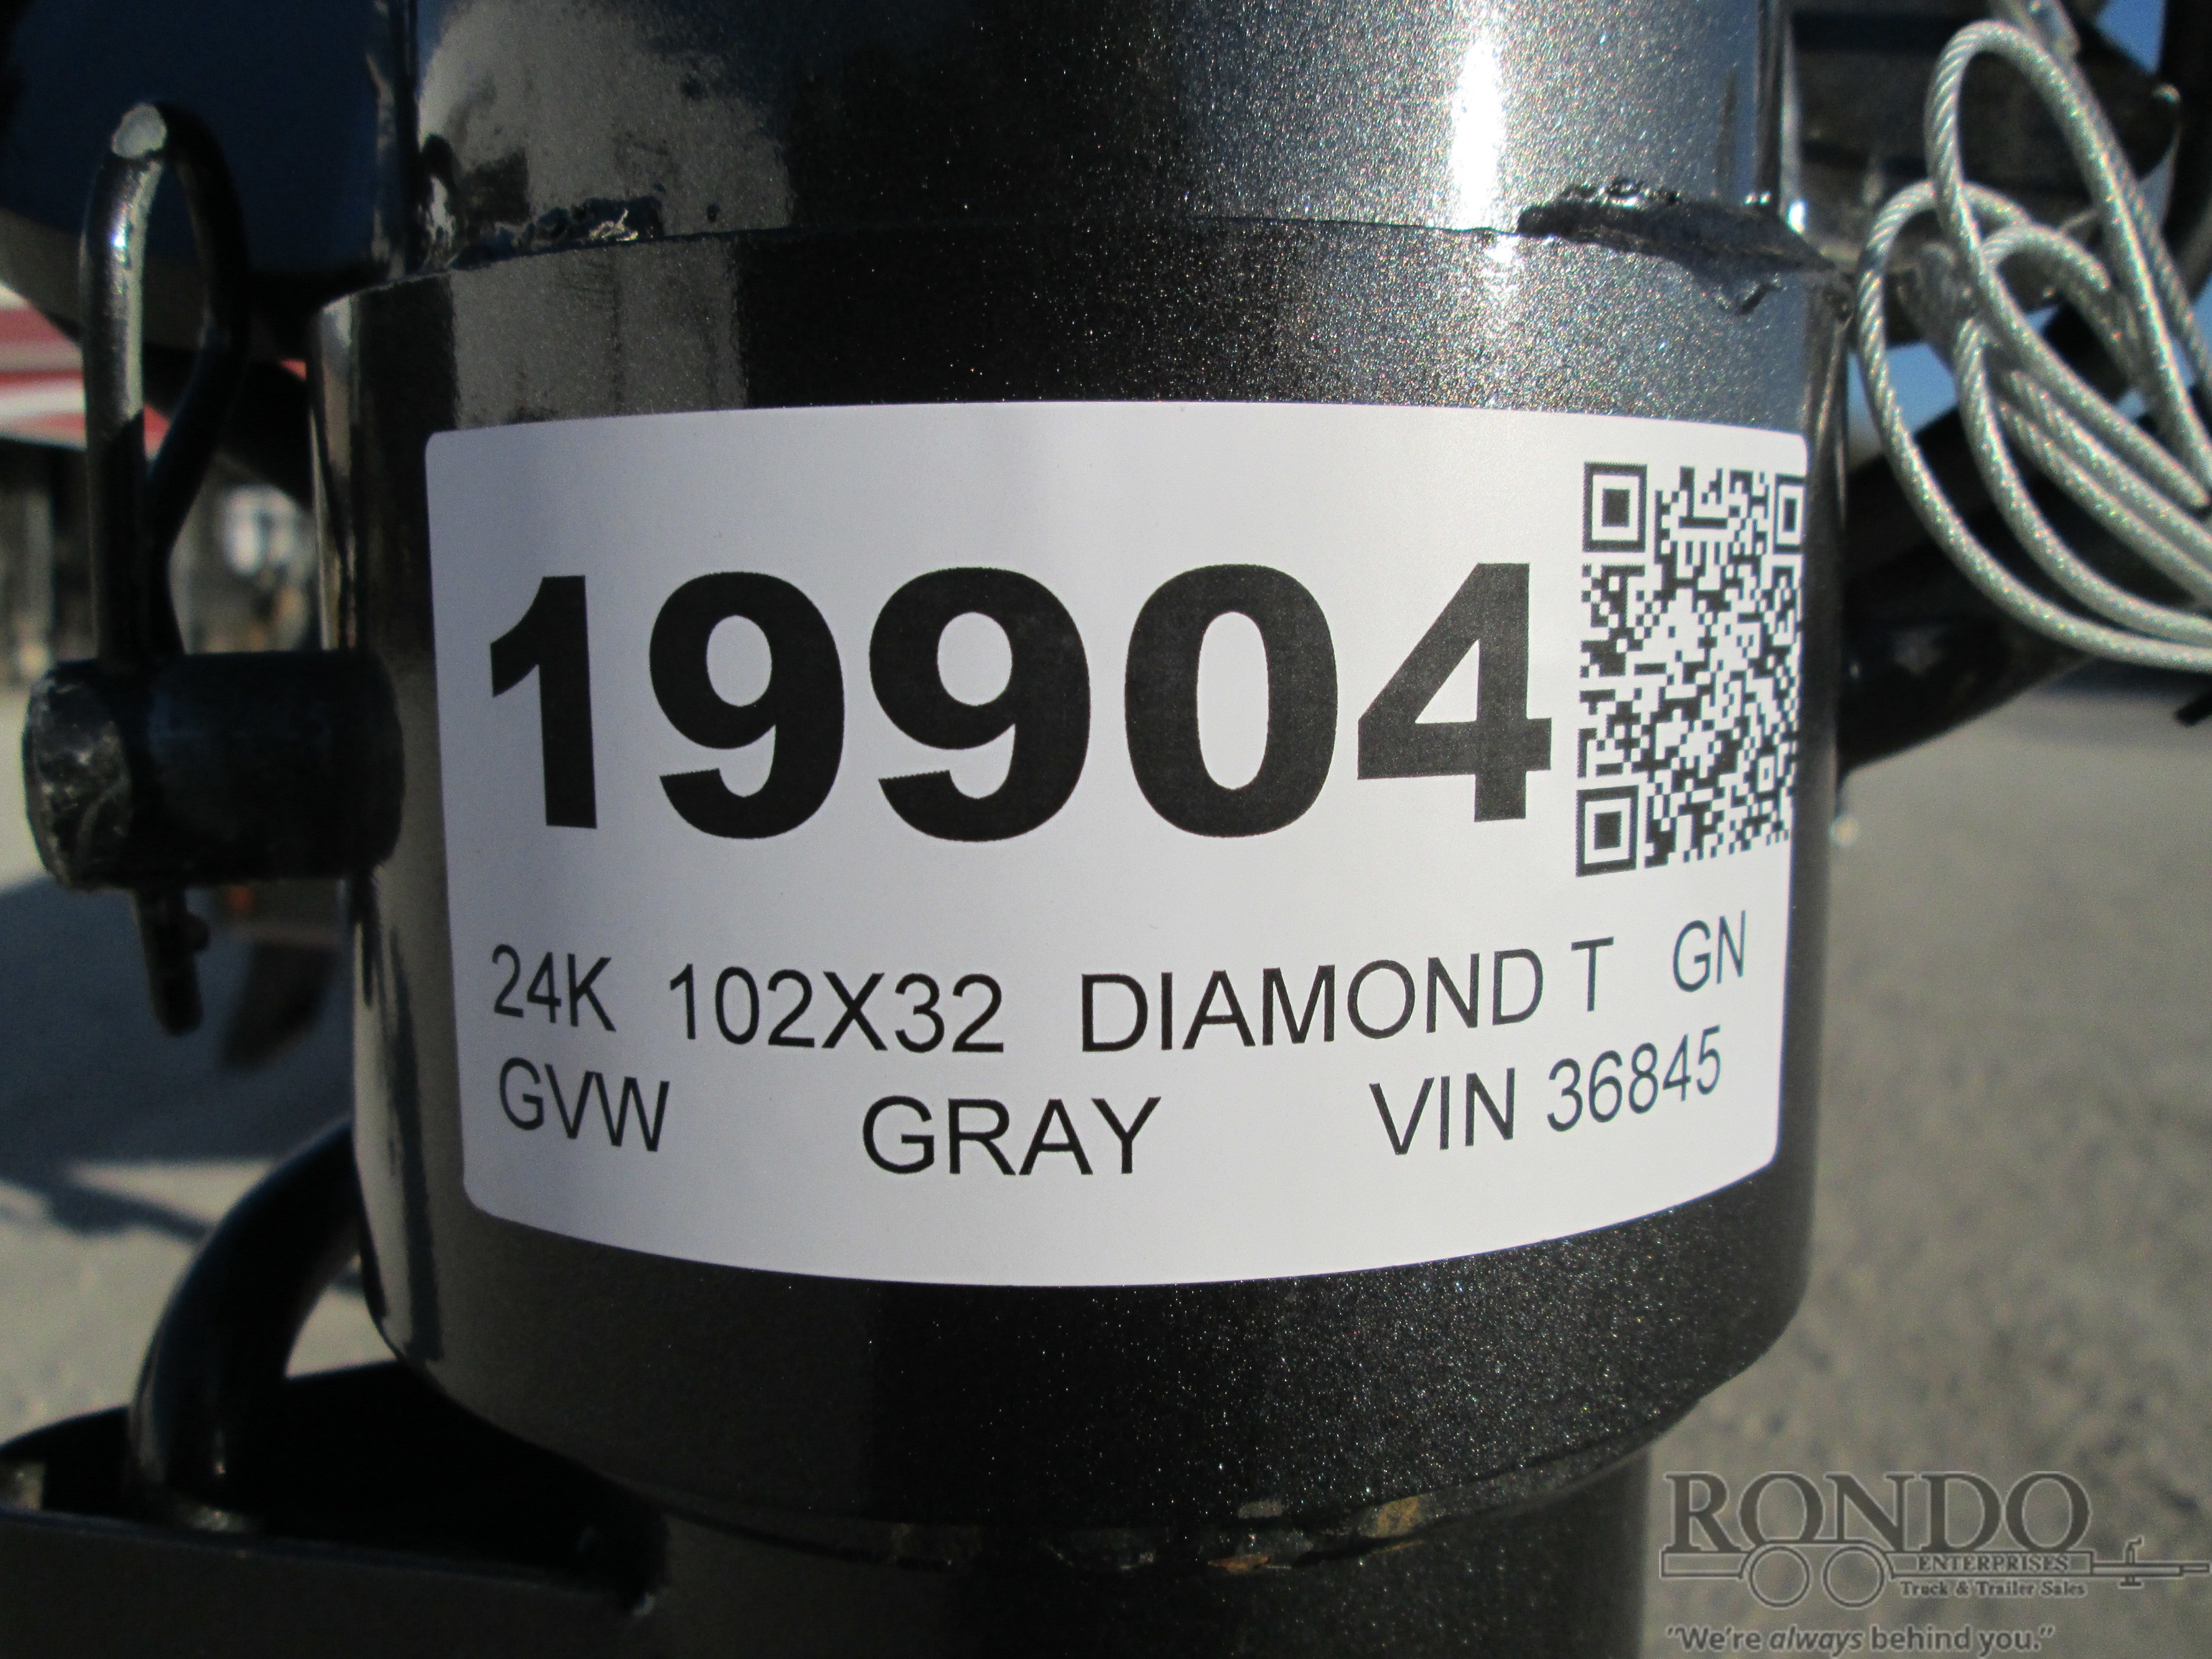 19904
24K 102X32 DIAMOND T GN
GVW GRAY VIN 36845
RONDO
ENTERPRISES
Truck & Trailer Sales
"We're always behind you."